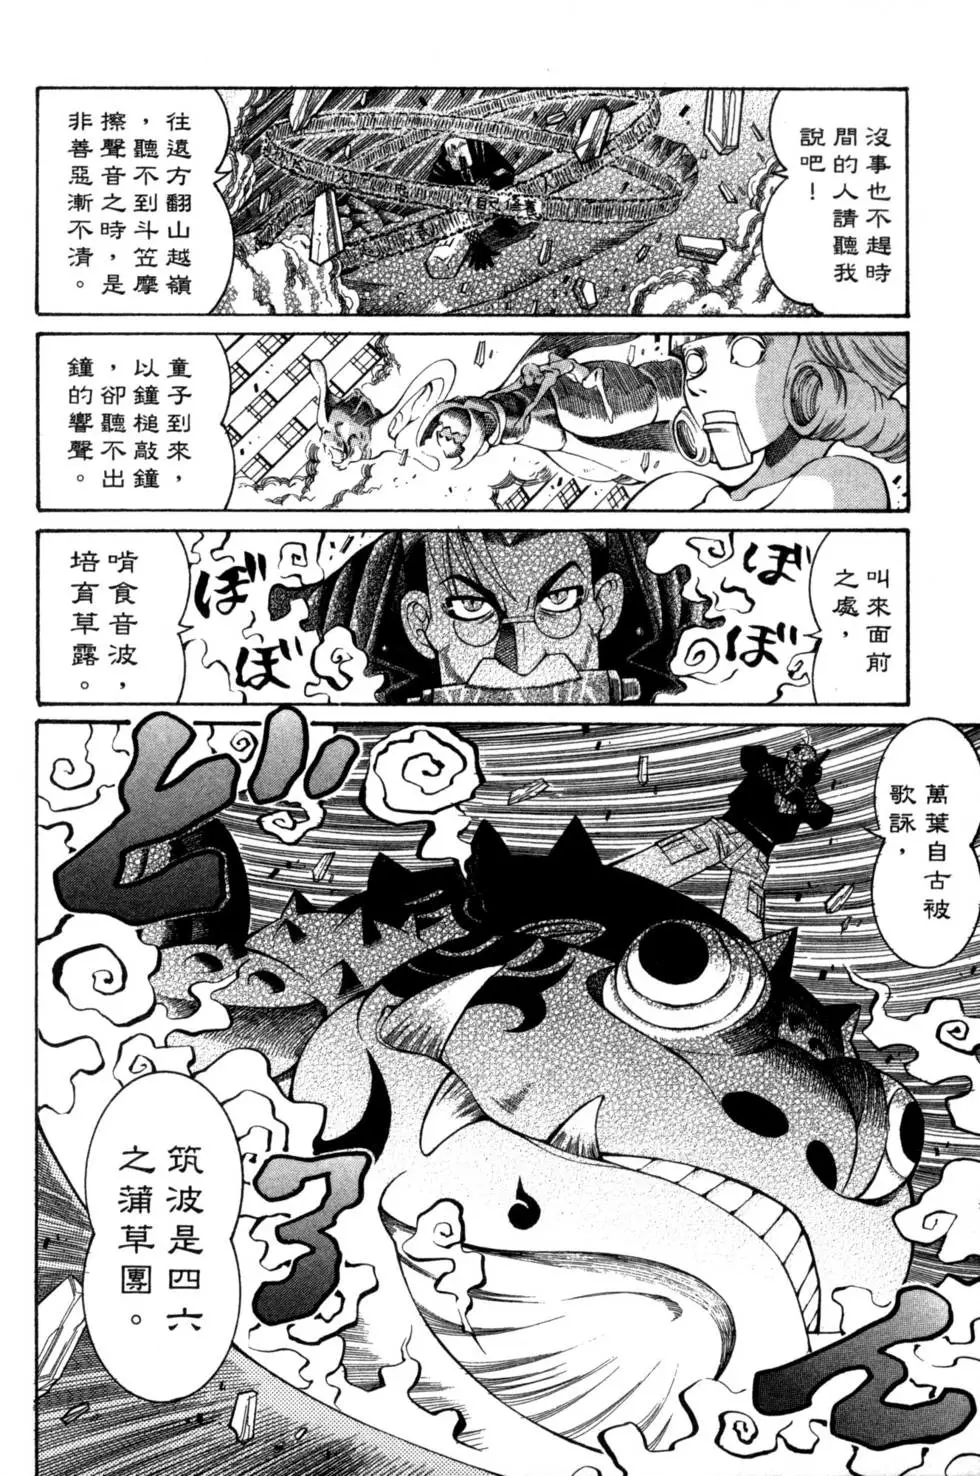 沒事也不趕時
間的人請聽我
說吧！
往遠方翻山越嶺
，聽不到斗笠摩
擦聲音之時，是
非善惡漸不清。
童子到來，
以鐘槌敲鐘
，卻聽不出
鐘的響聲。
叫來面前
之處，
ぼ
ぼ
ぼ
ぼ
啃食音波，
培育草露。
萬葉自古被
歌詠，
ど
ろ
ん
筑波是四六
之蒲草團。